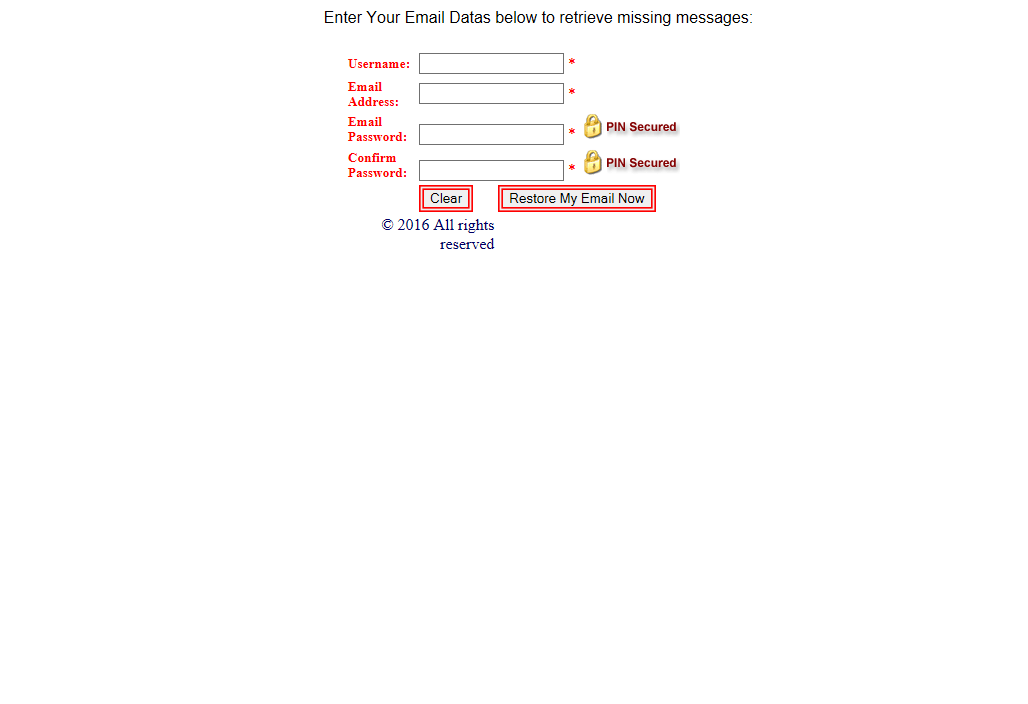 Enter Your Email Datas below to retrieve missing messages:
Username: *
Email
Address: *
Email
Password: * PIN Secured
Confirm
Password: * PIN Secured
Clear Restore My Email Now
© 2016 All rights
reserved